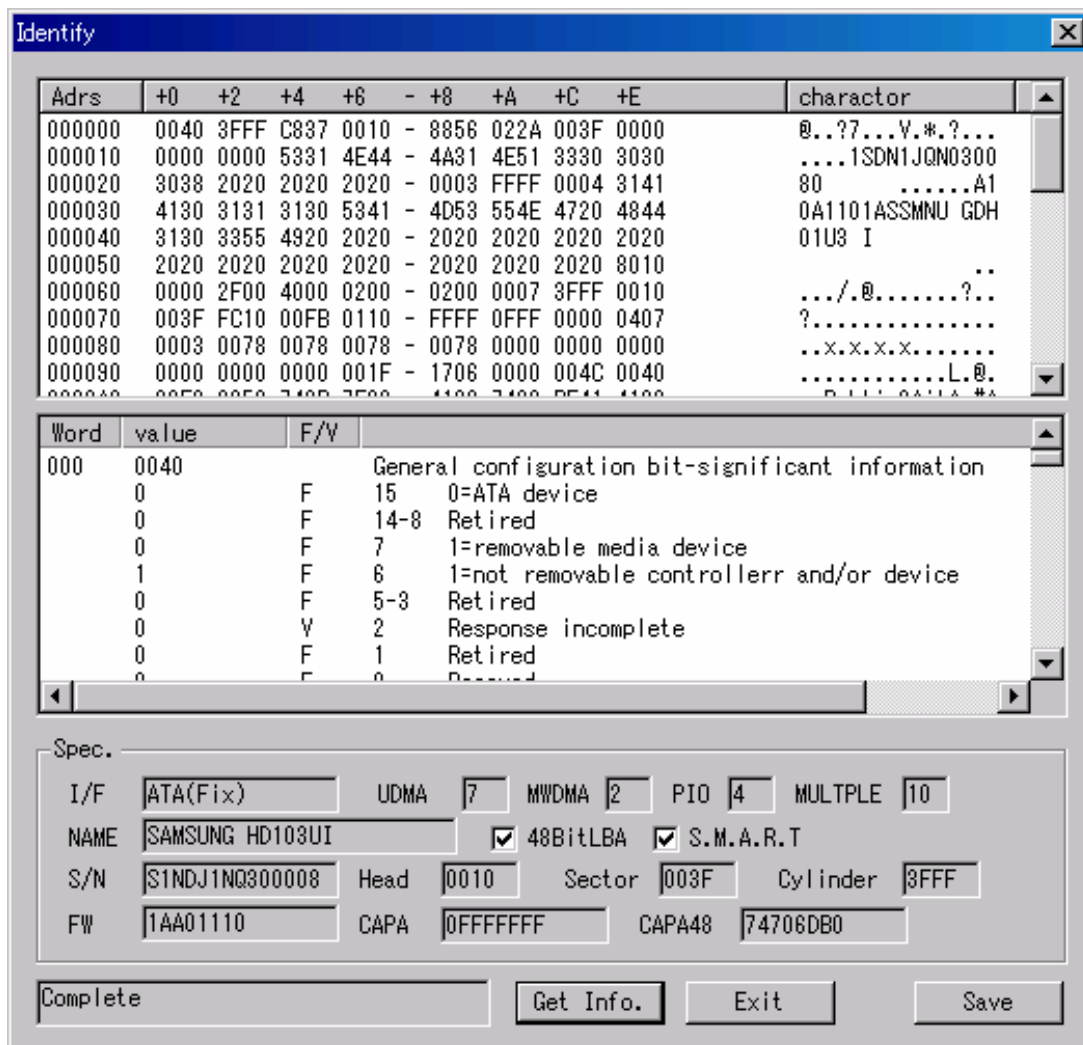 Identify
Adrs +0 +2 +4 +6 - +8 +A +C +E charactor
000000 0040 3FFF C837 0010 - 8856 022A 003F 0000 @..?7...V.*.?...
000010 0000 0000 5331 4E44 - 4A31 4E51 3330 3030 ....1SDN1JQN0300
000020 3038 2020 2020 2020 - 0003 FFFF 0004 3141 80      ......A1
000030 4130 3131 3130 5341 - 4D53 554E 4720 4844 0A1101ASSMNU GDH
000040 3130 3355 4920 2020 - 2020 2020 2020 2020 01U3 I
000050 2020 2020 2020 2020 - 2020 2020 2020 8010 ..
000060 0000 2F00 4000 0200 - 0200 0007 3FFF 0010 .../.@.......?..
000070 003F FC10 00FB 0110 - FFFF 0FFF 0000 0407 ?...............
000080 0003 0078 0078 0078 - 0078 0000 0000 0000 ..x.x.x.x.......
000090 0000 0000 0000 001F - 1706 0000 004C 0040 ............L.@.
Word value F/V
000 0040 General configuration bit-significant information
0 F 15 0=ATA device
0 F 14-8 Retired
0 F 7 1=removable media device
1 F 6 1=not removable controllerr and/or device
0 F 5-3 Retired
0 V 2 Response incomplete
0 F 1 Retired
Spec.
I/F ATA(Fix) UDMA 7 MWDMA 2 PIO 4 MULTPLE 10
NAME SAMSUNG HD103UI 48BitLBA S.M.A.R.T
S/N S1NDJ1NQ300008 Head 0010 Sector 003F Cylinder 3FFF
FW 1AA01110 CAPA 0FFFFFFF CAPA48 74706DB0
Complete Get Info. Exit Save